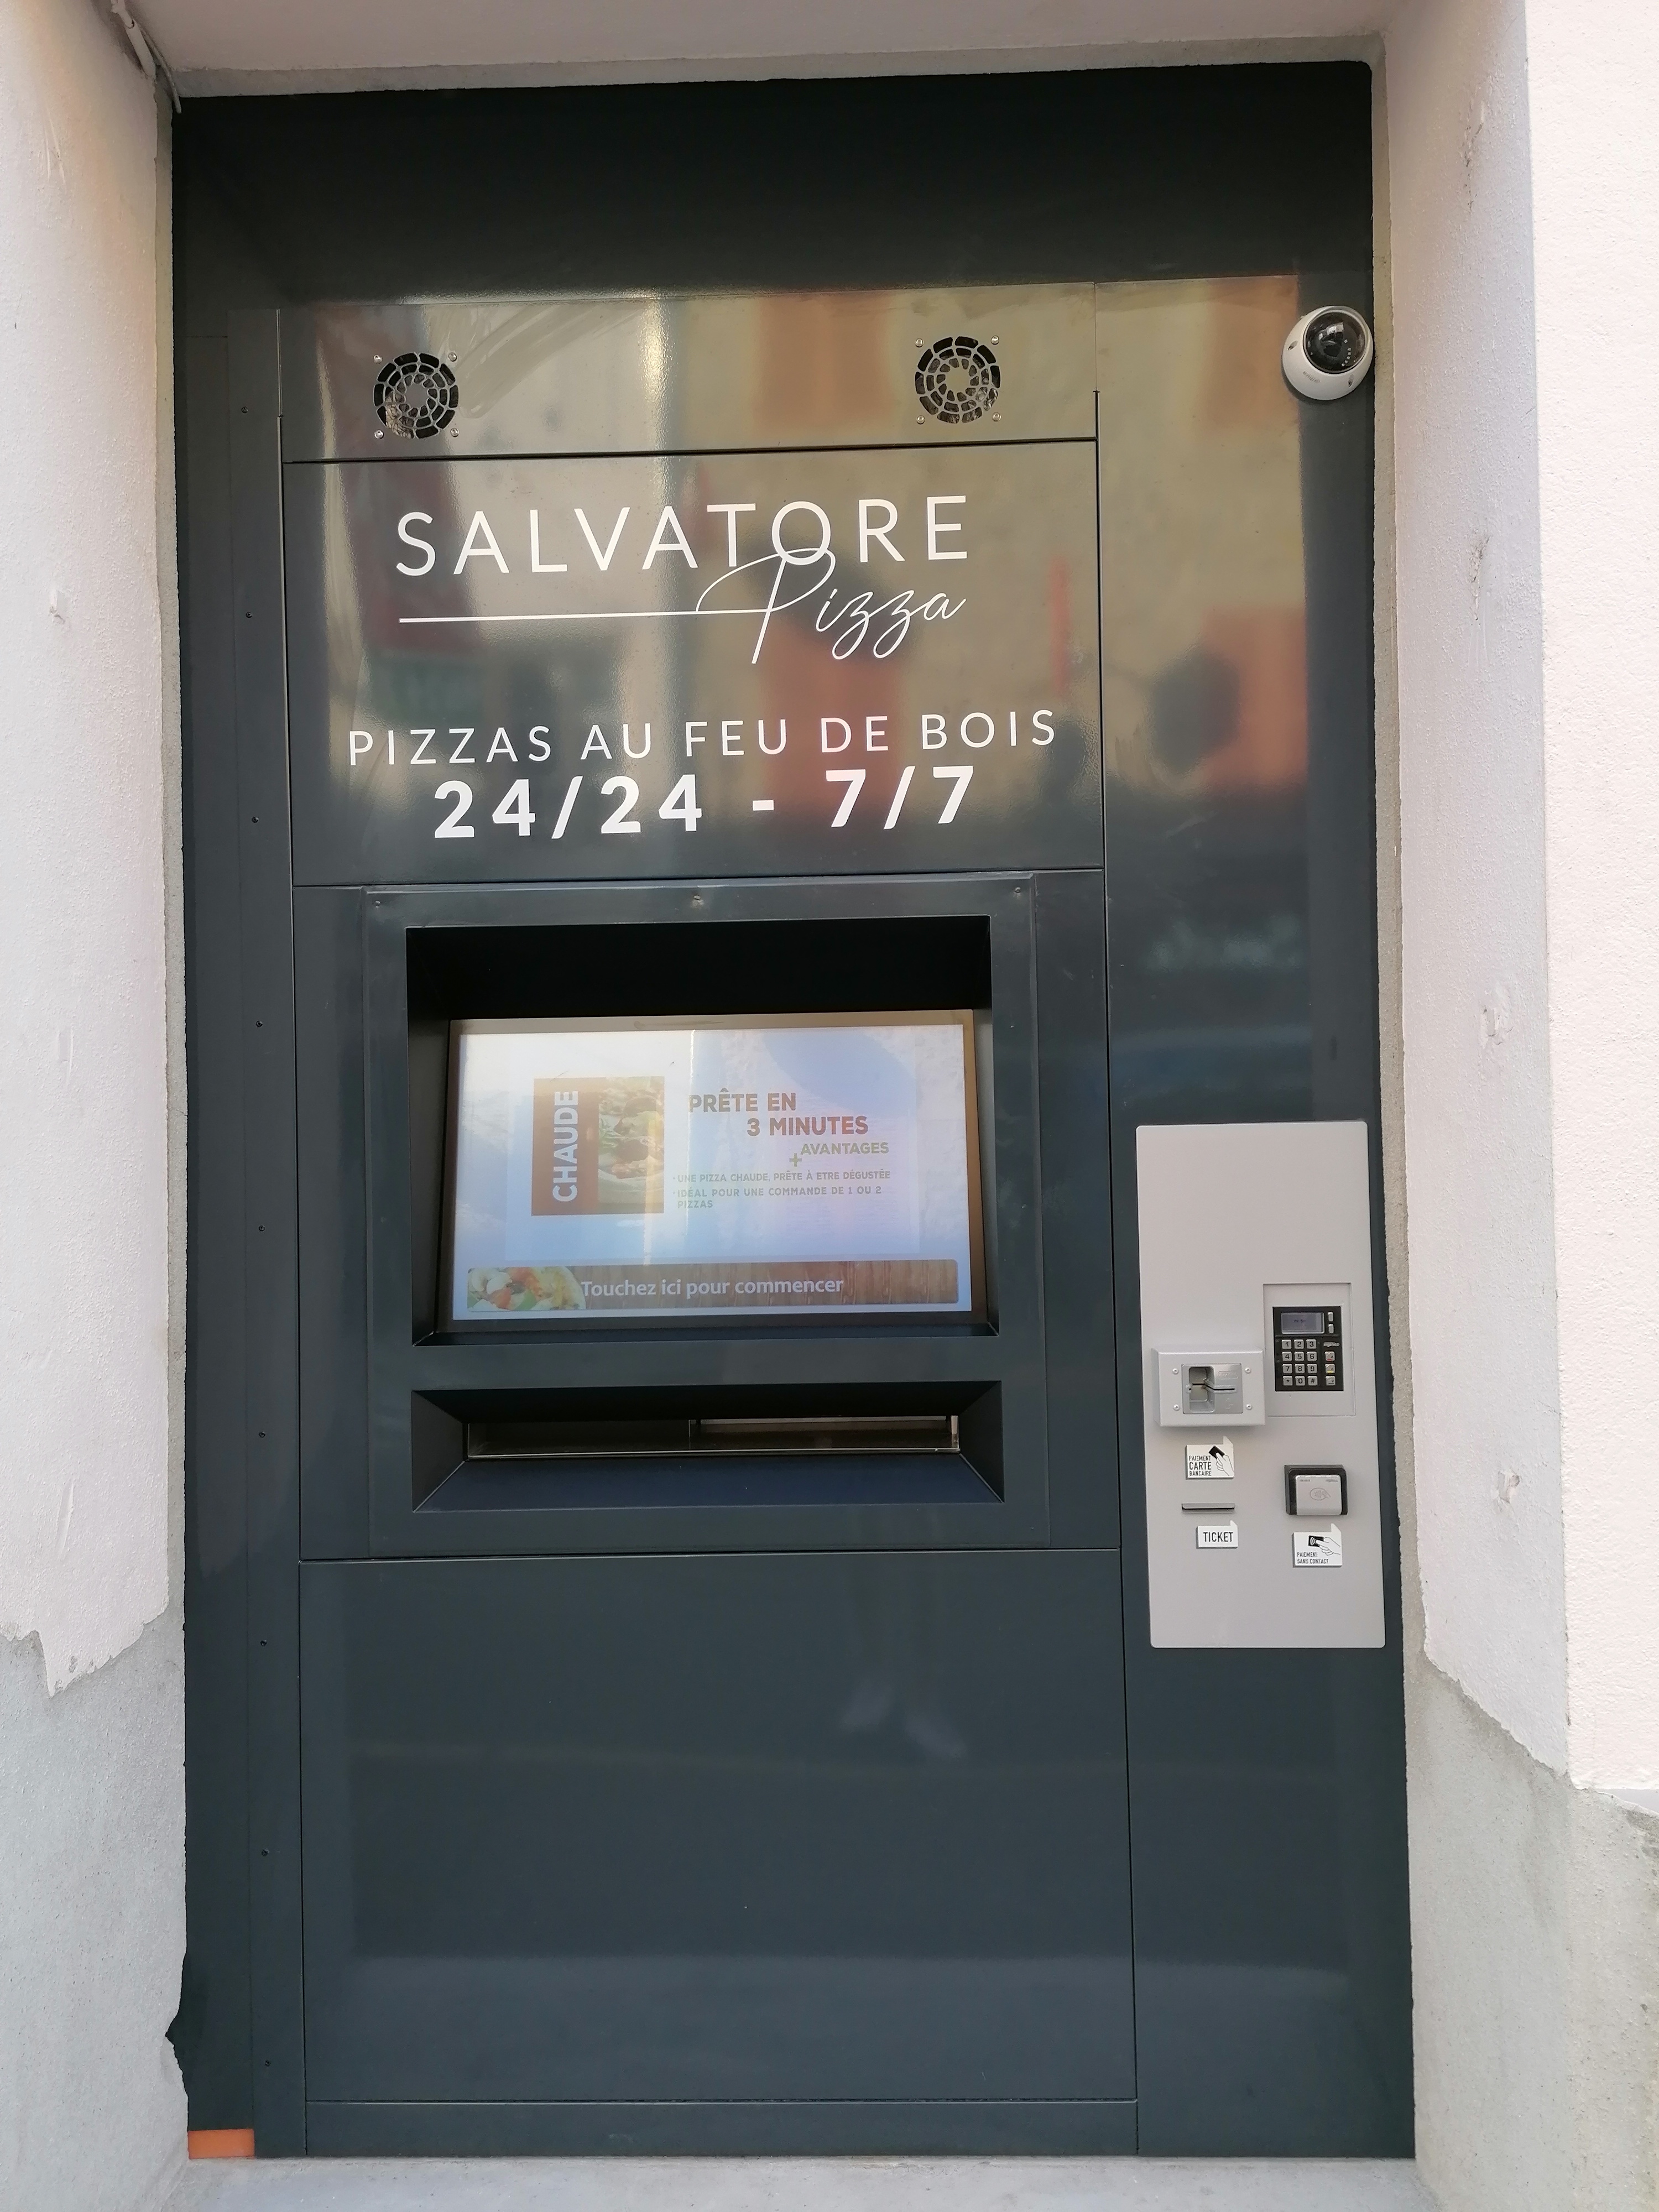 SALVATORE
Pizza
PIZZAS AU FEU DE BOIS
24/24 - 7/7
CHAUDE
PRÊTE EN
3 MINUTES
AVANTAGES
+
·UNE PIZZA CHAUDE, PRÊTE À ETRE DÉGUSTÉE
·IDÉAL POUR UNE COMMANDE DE 1 OU 2
PIZZAS
Touchez ici pour commencer
PAIEMENT
CARTE
BANCAIRE
TICKET
PAIEMENT
SANS CONTACT